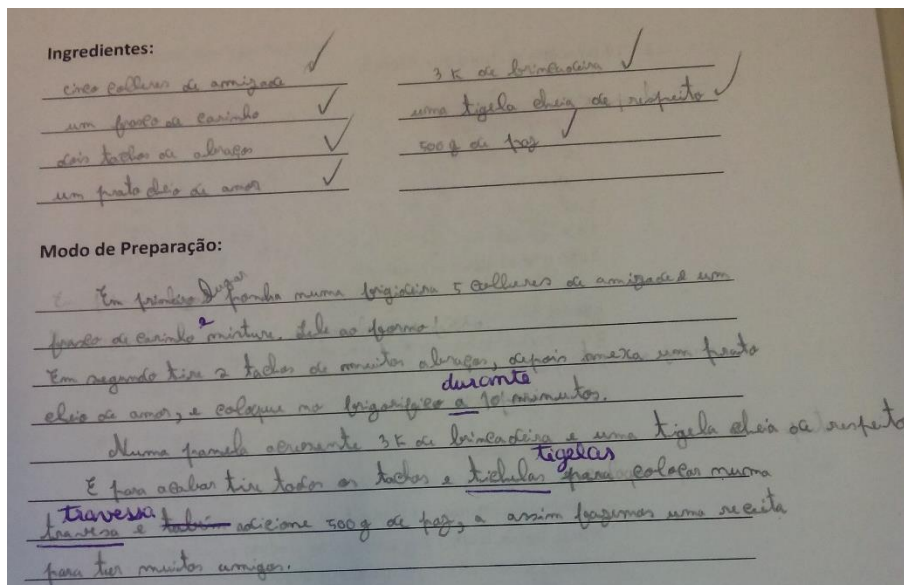 Ingredientes:
cinco colheres de amizade
um frasco de carinho
dois tachos de abraços
um prato cheio de amor
3 K de brincadeira
uma tigela cheia de respeito
500 g de paz
Modo de Preparação:
Em primeiro lugar ponha numa frigideira 5 colheres de amizade e um
frasco de carinho e misture. Lele ao forno!
Em segundo tire 2 tachos de muitos abraços, depois mexa um prato
durante
cheio de amor, e coloque no frigorifico a 10 minutos.
Numa panela acrescente 3 K de brincadeira e uma tigela cheia de respeito
tigelas
E para acabar tire todos os tachos e tichelas para colocar numa
travessa
travesa e adicione 500 g de paz, e assim fazemos uma receita
para ter muitos amigos.